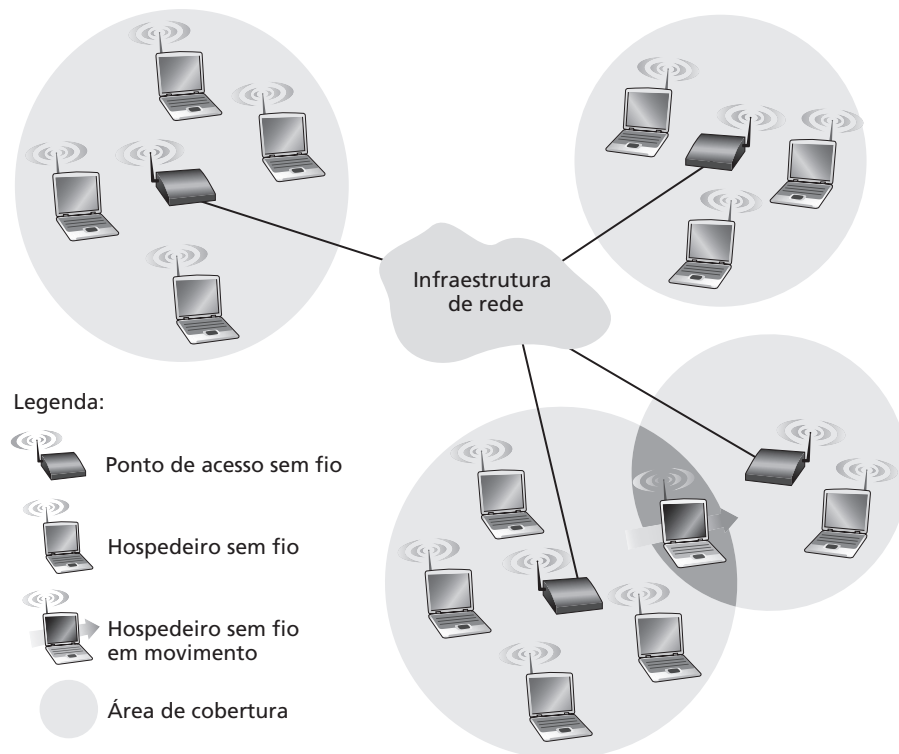 Infraestrutura
de rede
Legenda:
Ponto de acesso sem fio
Hospedeiro sem fio
Hospedeiro sem fio
em movimento
Área de cobertura